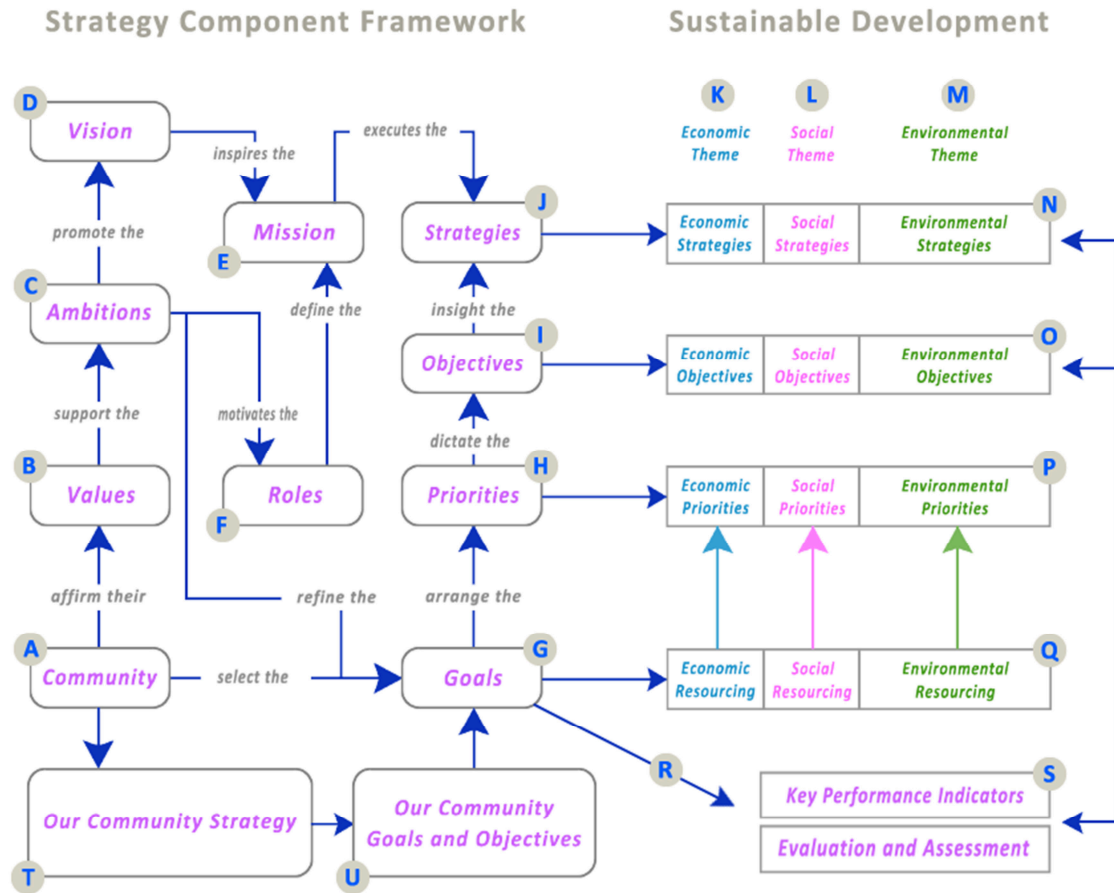 Strategy Component Framework
Sustainable Development
D
Vision
inspires the
executes the
K
L
M
Economic
Theme
Social
Theme
Environmental
Theme
promote the
Mission
E
J
Strategies
N
Economic
Strategies
Social
Strategies
Environmental
Strategies
C
Ambitions
define the
insight the
I
Objectives
O
Economic
Objectives
Social
Objectives
Environmental
Objectives
support the
motivates the
dictate the
B
Values
Roles
F
H
Priorities
P
Economic
Priorities
Social
Priorities
Environmental
Priorities
affirm their
refine the
arrange the
A
Community
select the
G
Goals
Q
Economic
Resourcing
Social
Resourcing
Environmental
Resourcing
R
S
Key Performance Indicators
Evaluation and Assessment
Our Community Strategy
T
Our Community
Goals and Objectives
U